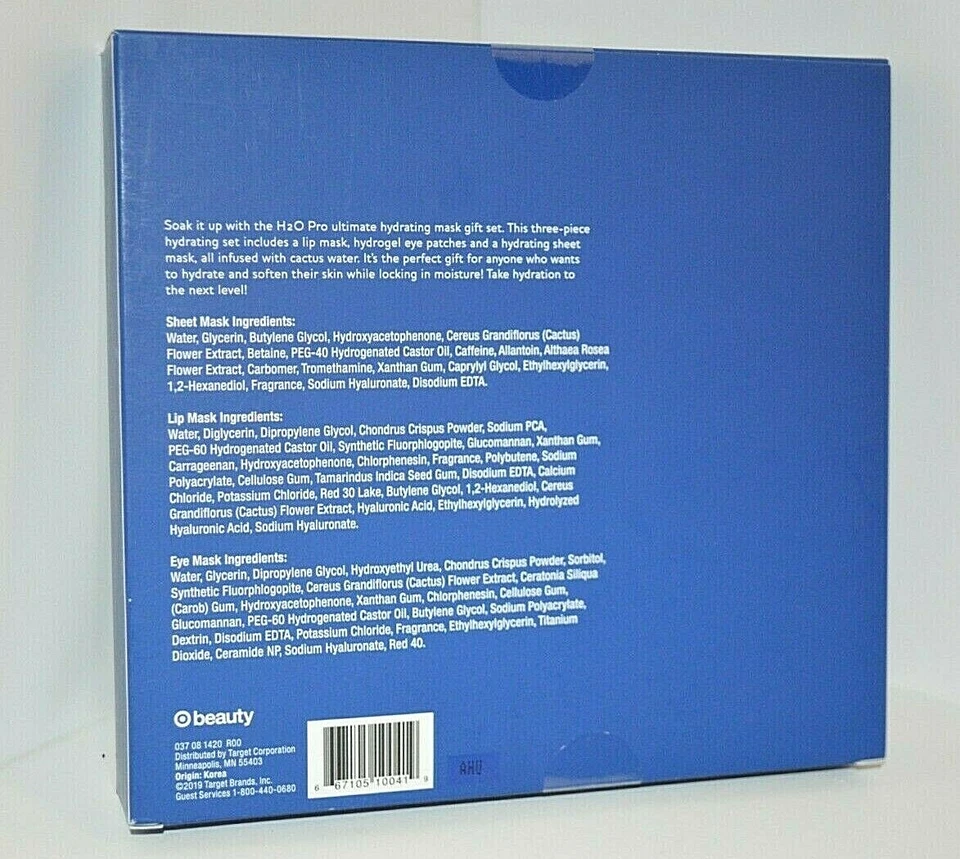 Soak it up with the H2O Pro ultimate hydrating mask gift set. This three-piece
hydrating set includes a lip mask, hydrogel eye patches and a hydrating sheet
mask, all infused with cactus water. It's the perfect gift for anyone who wants
to hydrate and soften their skin while locking in moisture! Take hydration to
the next level!
Sheet Mask Ingredients:
Water, Glycerin, Butylene Glycol, Hydroxyacetophenone, Cereus Grandiflorus (Cactus)
Flower Extract, Betaine, PEG-40 Hydrogenated Castor Oil, Caffeine, Allantoin, Althaea Rosea
Flower Extract, Carbomer, Tromethamine, Xanthan Gum, Caprylyl Glycol, Ethylhexylglycerin,
1,2-Hexanediol, Fragrance, Sodium Hyaluronate, Disodium EDTA.
Lip Mask Ingredients:
Water, Diglycerin, Dipropylene Glycol, Chondrus Crispus Powder, Sodium PCA,
PEG-60 Hydrogenated Castor Oil, Synthetic Fluorphlogopite, Glucomannan, Xanthan Gum,
Carrageenan, Hydroxyacetophenone, Chlorphenesin, Fragrance, Polybutene, Sodium
Polyacrylate, Cellulose Gum, Tamarindus Indica Seed Gum, Disodium EDTA, Calcium
Chloride, Potassium Chloride, Red 30 Lake, Butylene Glycol, 1,2-Hexanediol, Cereus
Grandiflorus (Cactus) Flower Extract, Hyaluronic Acid, Ethylhexylglycerin, Hydrolyzed
Hyaluronic Acid, Sodium Hyaluronate.
Eye Mask Ingredients:
Water, Glycerin, Dipropylene Glycol, Hydroxyethyl Urea, Chondrus Crispus Powder, Sorbitol,
Synthetic Fluorphlogopite, Cereus Grandiflorus (Cactus) Flower Extract, Ceratonia Siliqua
(Carob) Gum, Hydroxyacetophenone, Xanthan Gum, Chlorphenesin, Cellulose Gum,
Glucomannan, PEG-60 Hydrogenated Castor Oil, Butylene Glycol, Sodium Polyacrylate,
Dextrin, Disodium EDTA, Potassium Chloride, Fragrance, Ethylhexylglycerin, Titanium
Dioxide, Ceramide NP, Sodium Hyaluronate, Red 40.
beauty
037 08 1420 R00
Distributed by Target Corporation
Minneapolis, MN 55403
Origin: Korea
©2019 Target Brands, Inc.
Guest Services 1-800-440-0680
6 67105 10041 9
AHU